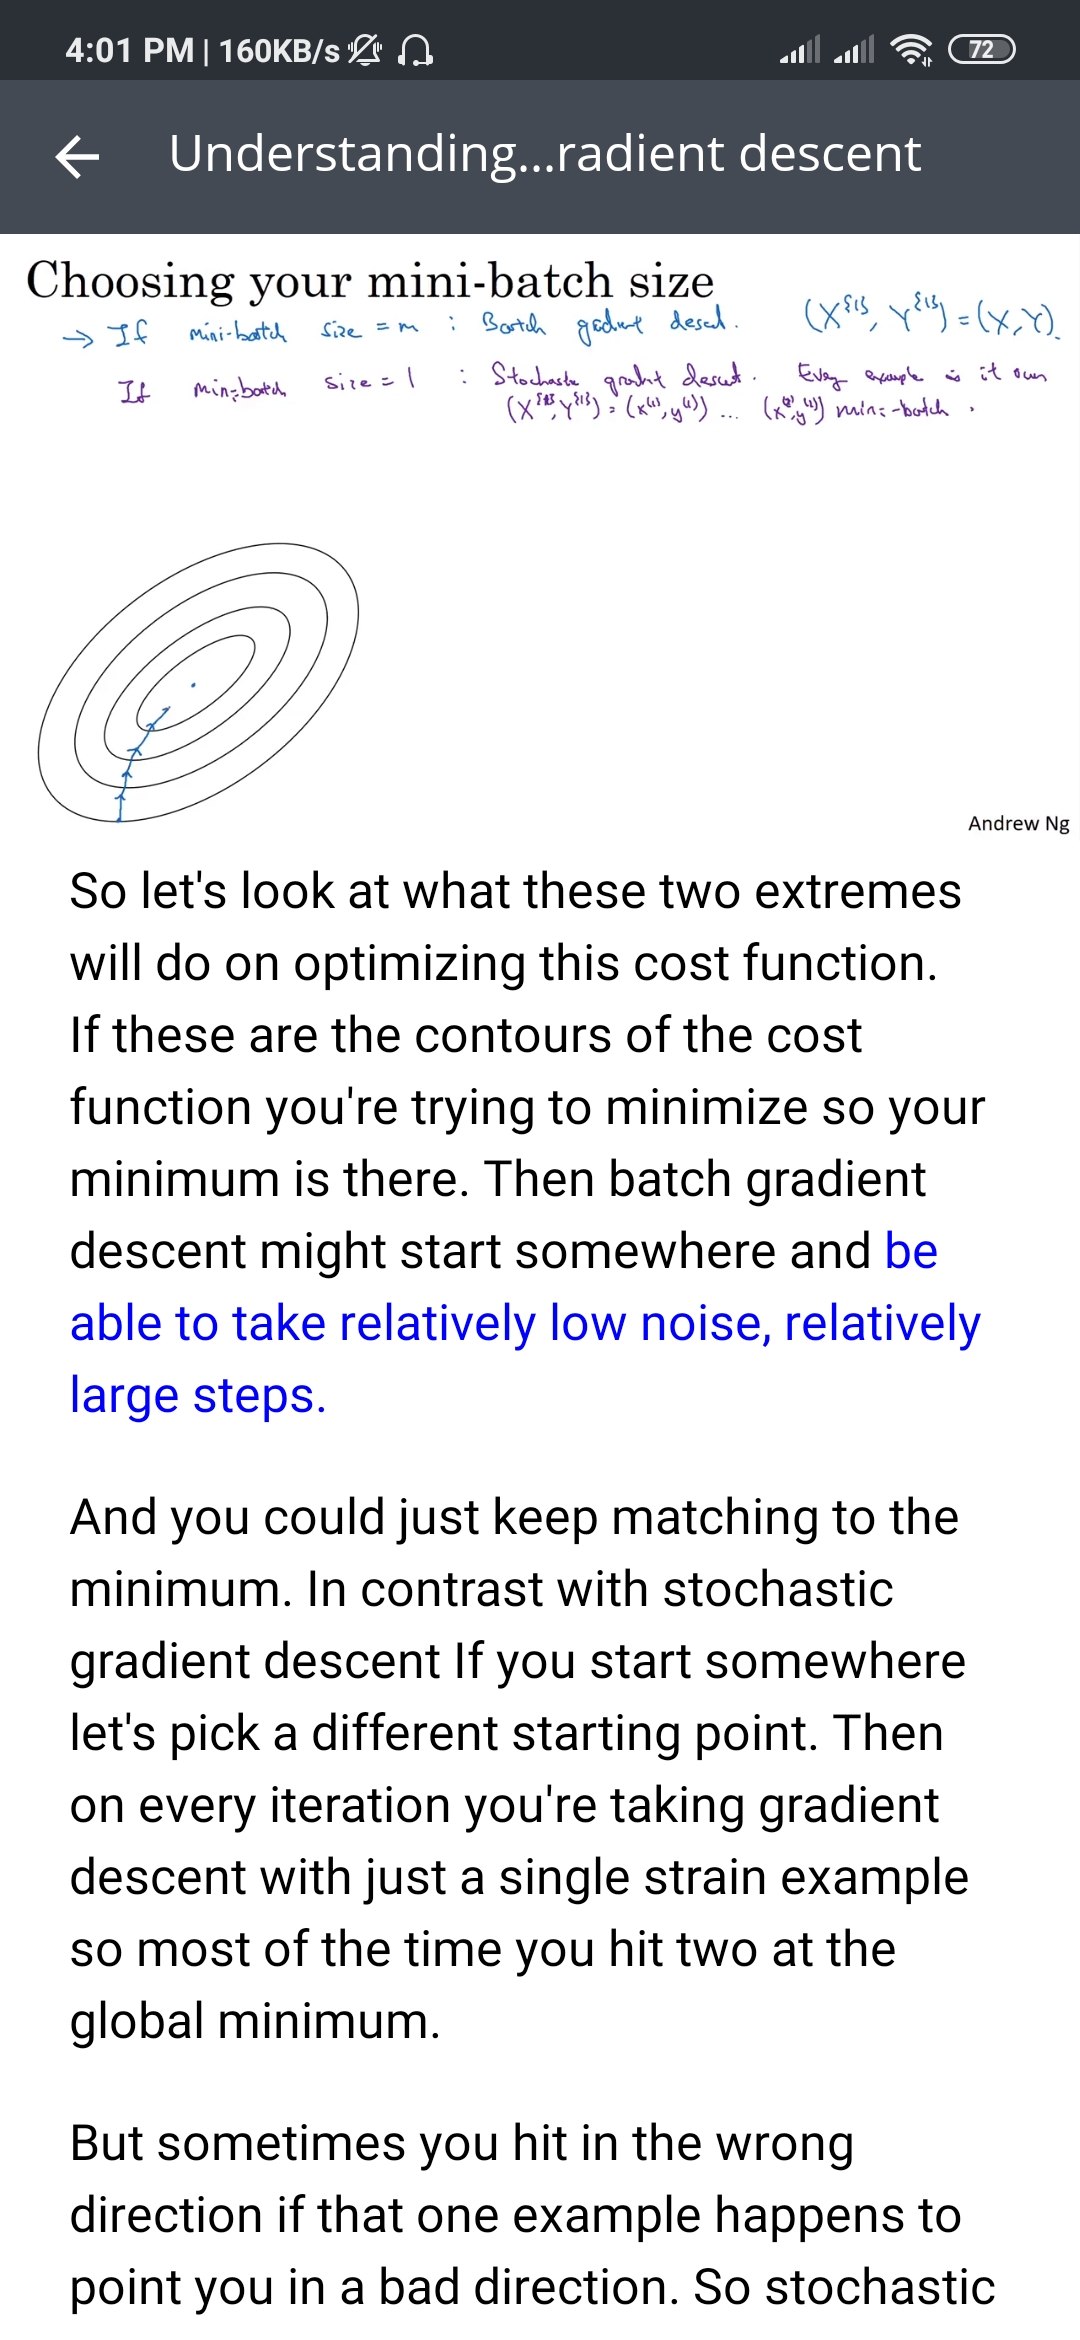 4:01 PM | 160KB/s
72
Understanding...radient descent
Choosing your mini-batch size
→ If mini-batch size = m : Batch gradient descent. (X^{1}, Y^{1}) = (X, Y).
If mini-batch size = 1 : Stochastic gradient descent. Every example is it own
(X^{1}, Y^{1}) = (x^(1), y^(1)) ... mini-batch.
Andrew Ng
So let's look at what these two extremes
will do on optimizing this cost function.
If these are the contours of the cost
function you're trying to minimize so your
minimum is there. Then batch gradient
descent might start somewhere and be
able to take relatively low noise, relatively
large steps.
And you could just keep matching to the
minimum. In contrast with stochastic
gradient descent If you start somewhere
let's pick a different starting point. Then
on every iteration you're taking gradient
descent with just a single strain example
so most of the time you hit two at the
global minimum.
But sometimes you hit in the wrong
direction if that one example happens to
point you in a bad direction. So stochastic